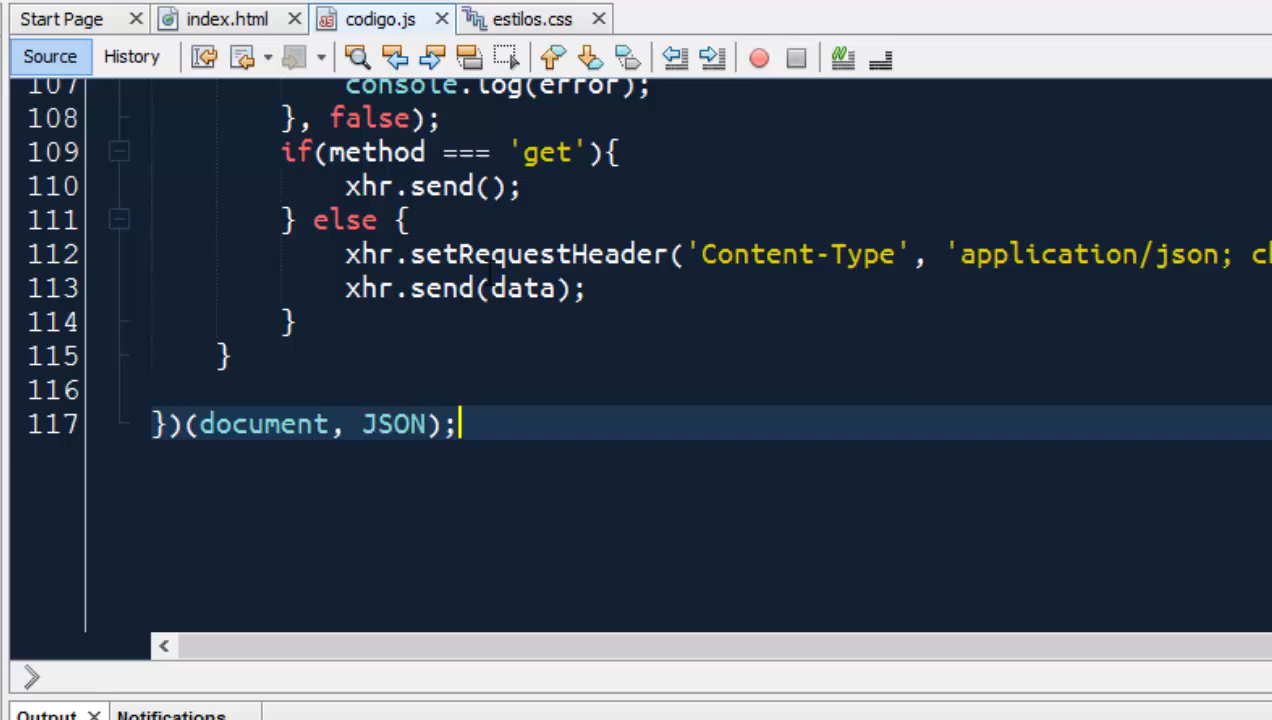 Start Page index.html codigo.js estilos.css
Source History
107 console.log(error);
108 }, false);
109 if(method === 'get'){
110 xhr.send();
111 } else {
112 xhr.setRequestHeader('Content-Type', 'application/json;
113 xhr.send(data);
114 }
115 }
116
117 })(document, JSON);
Output Notifications